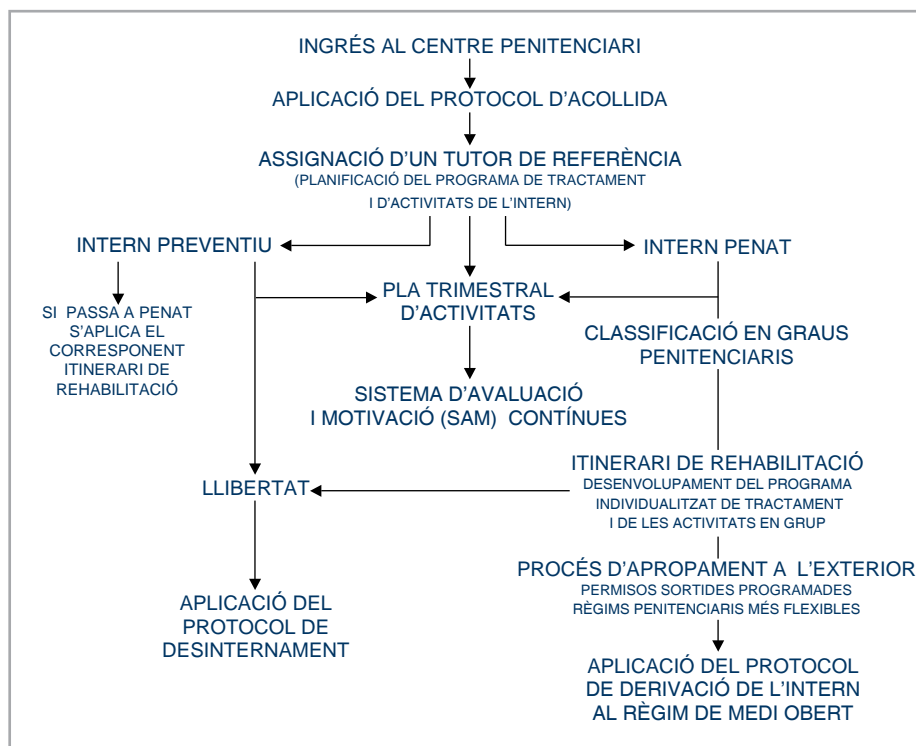 INGRÉS AL CENTRE PENITENCIARI
APLICACIÓ DEL PROTOCOL D'ACOLLIDA
ASSIGNACIÓ D'UN TUTOR DE REFERÈNCIA
(PLANIFICACIÓ DEL PROGRAMA DE TRACTAMENT
I D'ACTIVITATS DE L'INTERN)
INTERN PREVENTIU
INTERN PENAT
SI PASSA A PENAT
S'APLICA EL
CORRESPONENT
ITINERARI DE
REHABILITACIÓ
PLA TRIMESTRAL
D'ACTIVITATS
CLASSIFICACIÓ EN GRAUS
PENITENCIARIS
SISTEMA D'AVALUACIÓ
I MOTIVACIÓ (SAM) CONTÍNUES
ITINERARI DE REHABILITACIÓ
DESENVOLUPAMENT DEL PROGRAMA
INDIVIDUALITZAT DE TRACTAMENT
I DE LES ACTIVITATS EN GRUP
LLIBERTAT
PROCÉS D'APROPAMENT A L'EXTERIOR
PERMISOS SORTIDES PROGRAMADES
RÈGIMS PENITENCIARIS MÉS FLEXIBLES
APLICACIÓ DEL
PROTOCOL DE
DESINTERNAMENT
APLICACIÓ DEL PROTOCOL
DE DERIVACIÓ DE L'INTERN
AL RÈGIM DE MEDI OBERT